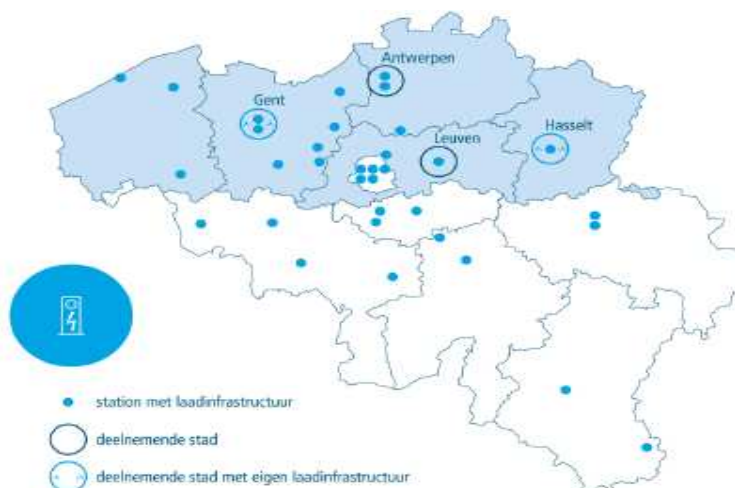 Antwerpen
Gent
Leuven
Hasselt
station met laadinfrastructuur
deelnemende stad
deelnemende stad met eigen laadinfrastructuur